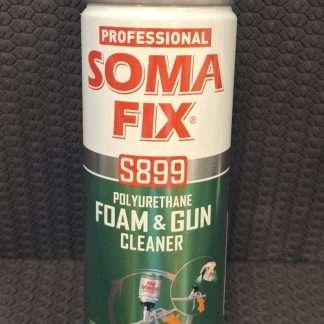 PROFESSIONAL
SOMA
FIX®
S899
POLYURETHANE
FOAM & GUN
CLEANER